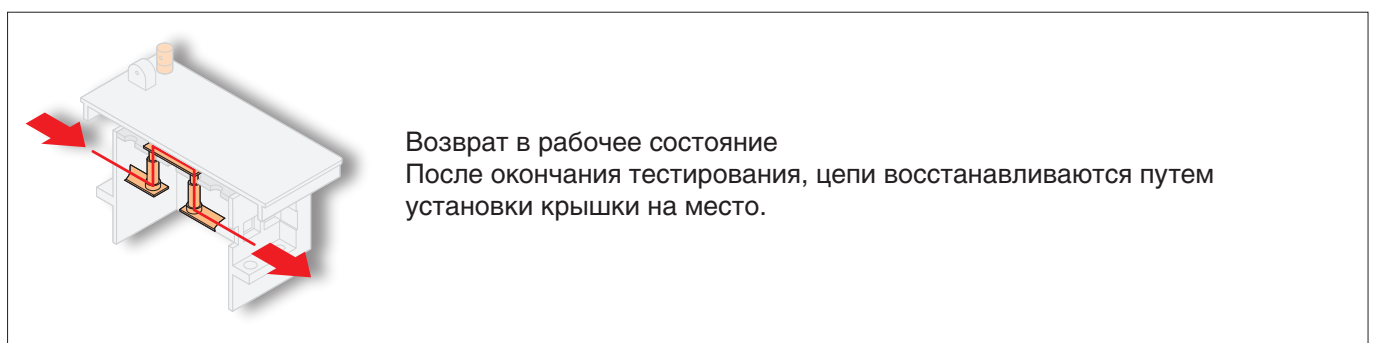 Возврат в рабочее состояние
После окончания тестирования, цепи восстанавливаются путем
установки крышки на место.